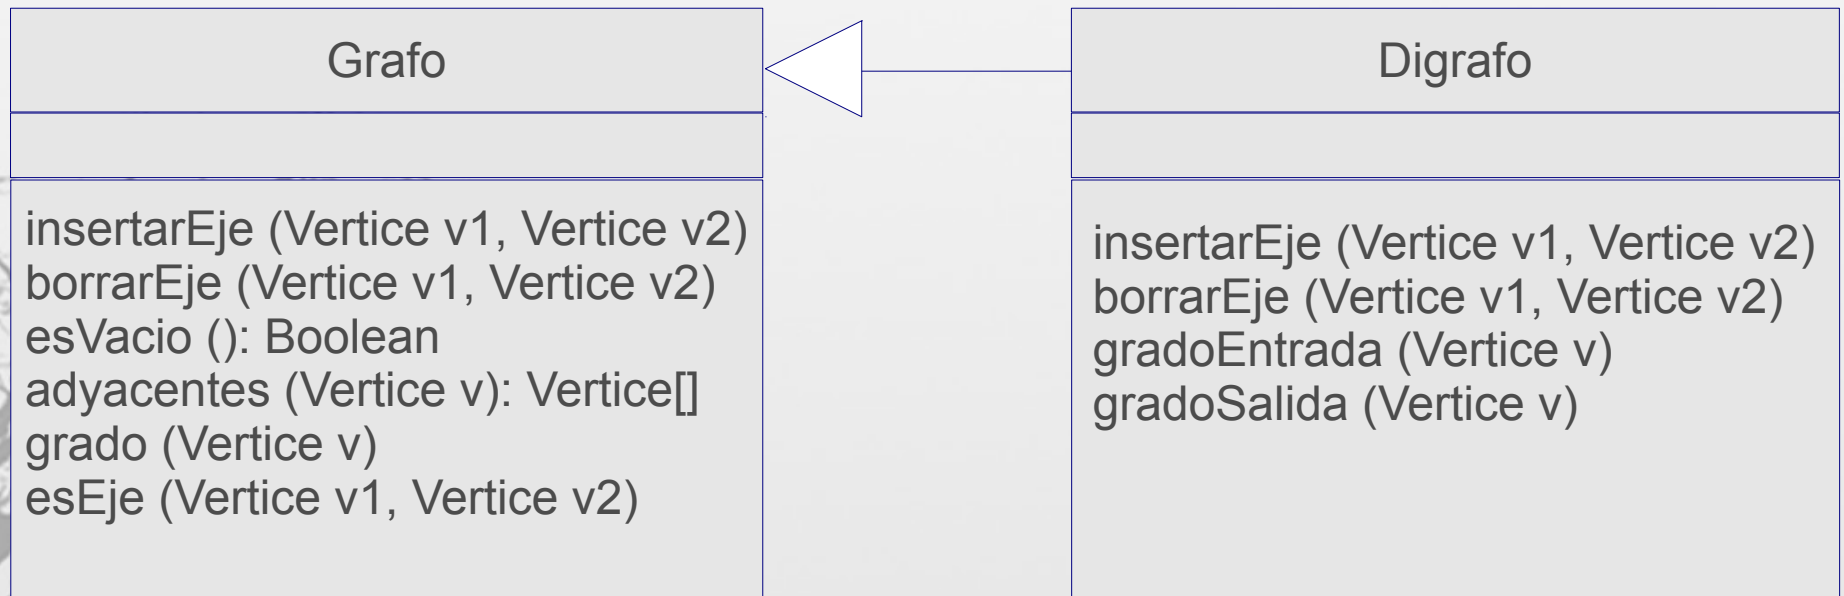 Grafo
insertarEje (Vertice v1, Vertice v2)
borrarEje (Vertice v1, Vertice v2)
esVacio (): Boolean
adyacentes (Vertice v): Vertice[]
grado (Vertice v)
esEje (Vertice v1, Vertice v2)
Digrafo
insertarEje (Vertice v1, Vertice v2)
borrarEje (Vertice v1, Vertice v2)
gradoEntrada (Vertice v)
gradoSalida (Vertice v)